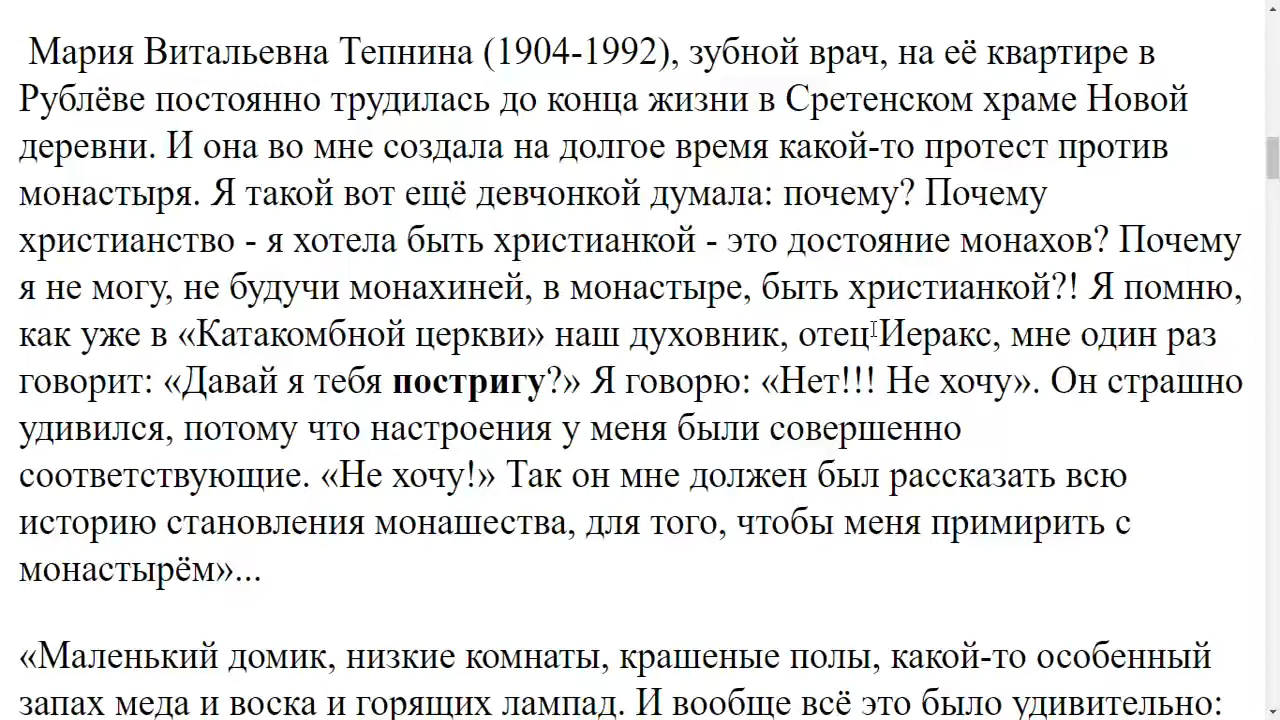 Мария Витальевна Тепнина (1904-1992), зубной врач, на её квартире в
Рублёве постоянно трудилась до конца жизни в Сретенском храме Новой
деревни. И она во мне создала на долгое время какой-то протест против
монастыря. Я такой вот ещё девчонкой думала: почему? Почему
христианство - я хотела быть христианкой - это достояние монахов? Почему
я не могу, не будучи монахиней, в монастыре, быть христианкой?! Я помню,
как уже в «Катакомбной церкви» наш духовник, отец Иеракс, мне один раз
говорит: «Давай я тебя постригу?» Я говорю: «Нет!!! Не хочу». Он страшно
удивился, потому что настроения у меня были совершенно
соответствующие. «Не хочу!» Так он мне должен был рассказать всю
историю становления монашества, для того, чтобы меня примирить с
монастырём»...
«Маленький домик, низкие комнаты, крашеные полы, какой-то особенный
запах меда и воска и горящих лампад. И вообще всё это было удивительно: